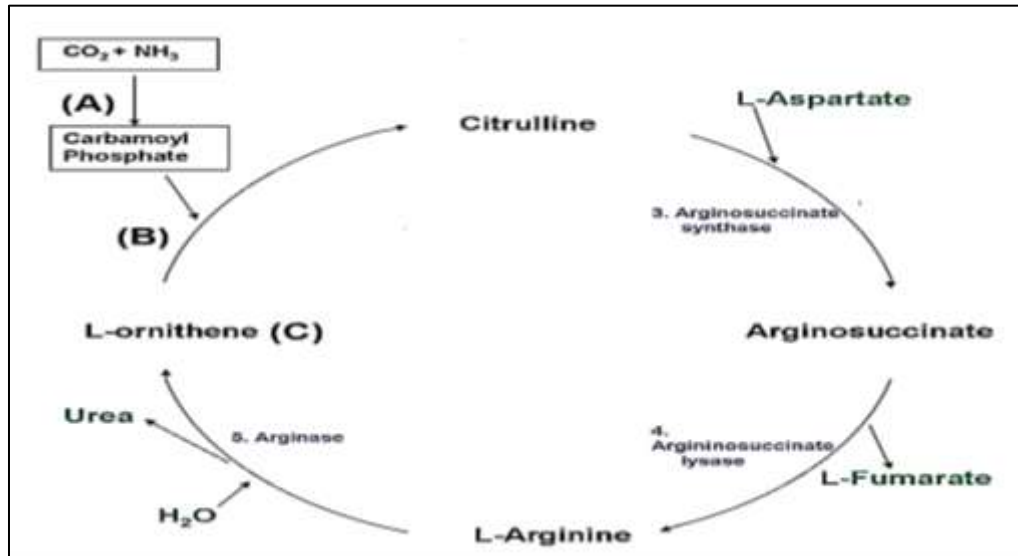 CO₂ + NH₃
(A)
Carbamoyl
Phosphate
(B)
Citrulline
L-Aspartate
3. Arginosuccinate
synthase
L-ornithene (C)
Arginosuccinate
Urea
5. Arginase
4.
Argininosuccinate
lysase
L-Fumarate
H₂O
L-Arginine